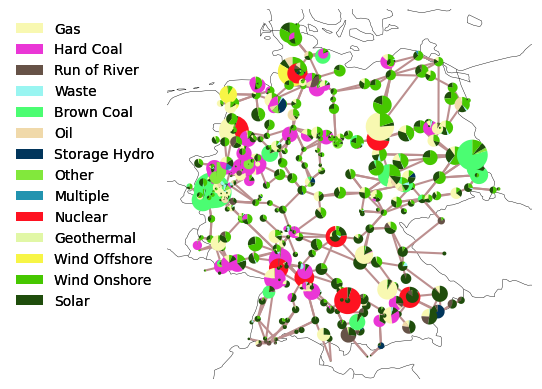 Gas
Hard Coal
Run of River
Waste
Brown Coal
Oil
Storage Hydro
Other
Multiple
Nuclear
Geothermal
Wind Offshore
Wind Onshore
Solar